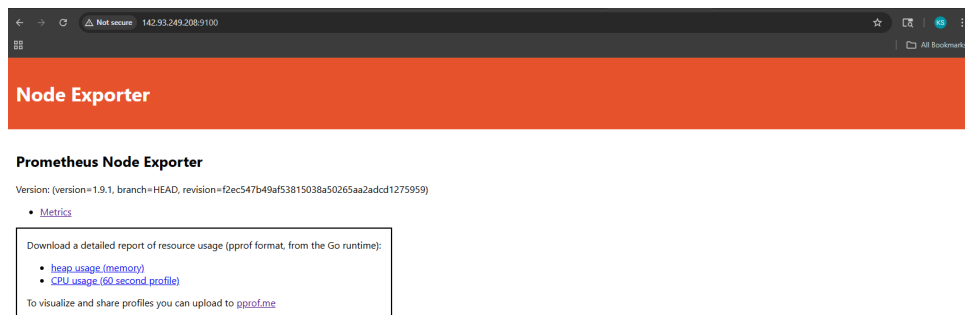 Not secure 142.93.249.208:9100
KS
All Bookmarks
Node Exporter
Prometheus Node Exporter
Version: (version=1.9.1, branch=HEAD, revision=f2ec547b49af53815038a50265aa2adcd1275959)
Metrics
Download a detailed report of resource usage (pprof format, from the Go runtime):
heap usage (memory)
CPU usage (60 second profile)
To visualize and share profiles you can upload to pprof.me